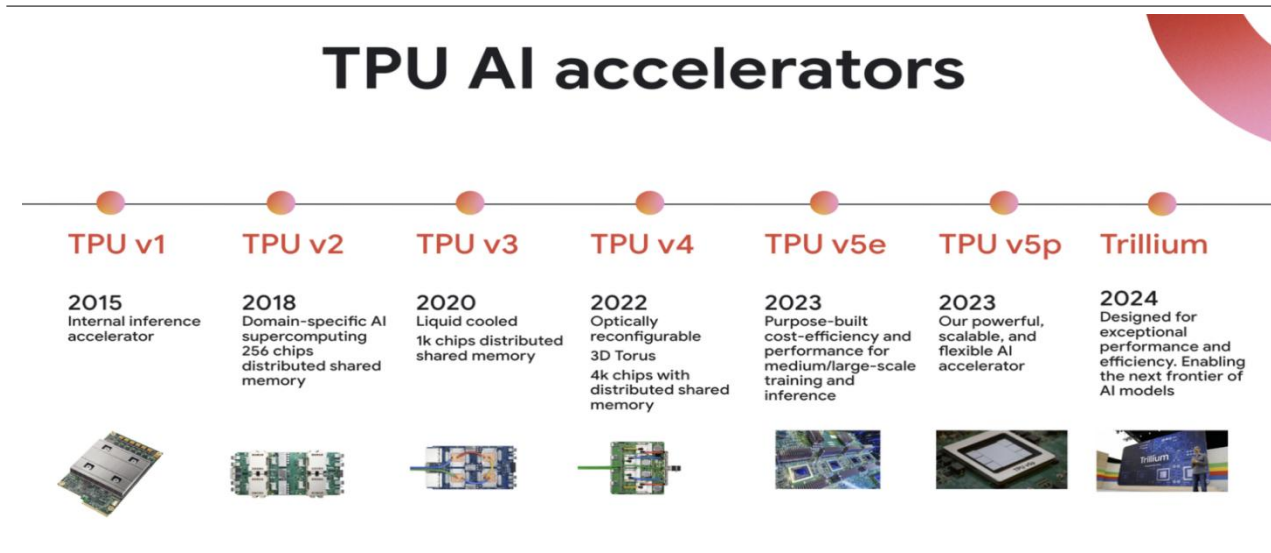 TPU AI accelerators
TPU v1
2015
Internal inference
accelerator
TPU v2
2018
Domain-specific AI
supercomputing
256 chips
distributed shared
memory
TPU v3
2020
Liquid cooled
1k chips distributed
shared memory
TPU v4
2022
Optically
reconfigurable
3D Torus
4k chips with
distributed shared
memory
TPU v5e
2023
Purpose-built
cost-efficiency and
performance for
medium/large-scale
training and
inference
TPU v5p
2023
Our powerful,
scalable, and
flexible AI
accelerator
Trillium
2024
Designed for
exceptional
performance and
efficiency. Enabling
the next frontier of
AI models
Trillium